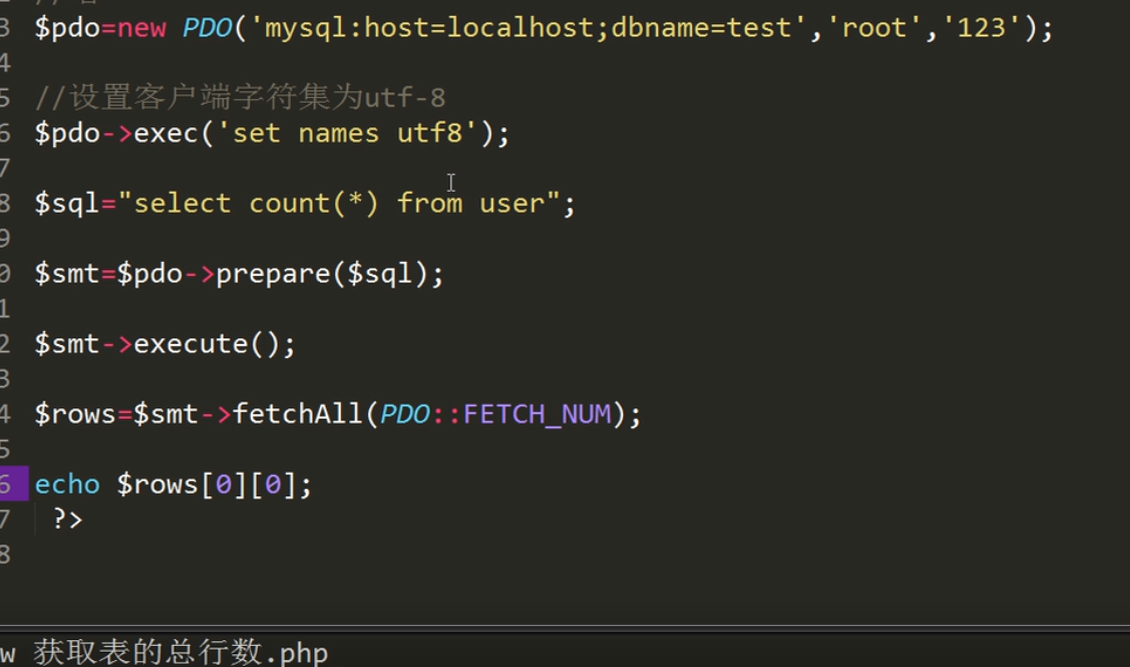 3 $pdo=new PDO('mysql:host=localhost;dbname=test','root','123');
4
5 //设置客户端字符集为utf-8
6 $pdo->exec('set names utf8');
7
8 $sql="select count(*) from user";
9
0 $smt=$pdo->prepare($sql);
1
2 $smt->execute();
3
4 $rows=$smt->fetchAll(PDO::FETCH_NUM);
5
6 echo $rows[0][0];
7 ?>
8
w 获取表的总行数.php